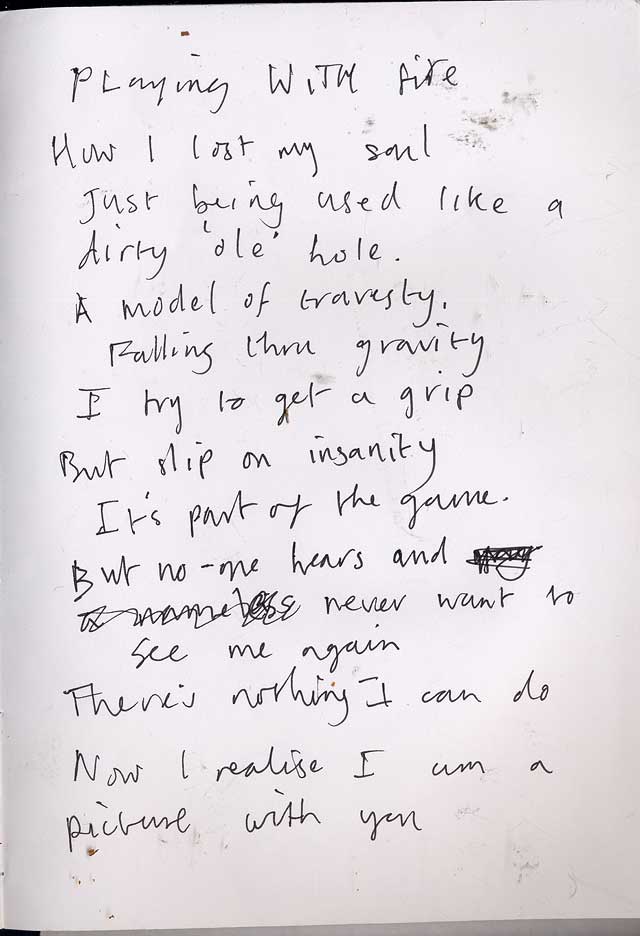 PLAYING WITH fire
How I lost my soul
Just being used like a
dirty 'ole' hole.
A model of travesty.
Falling thru gravity
I try to get a grip
But slip on insanity
It's part of the game.
But no-one hears and
never want to
see me again
There's nothing I can do
Now I realise I am a
picture with you